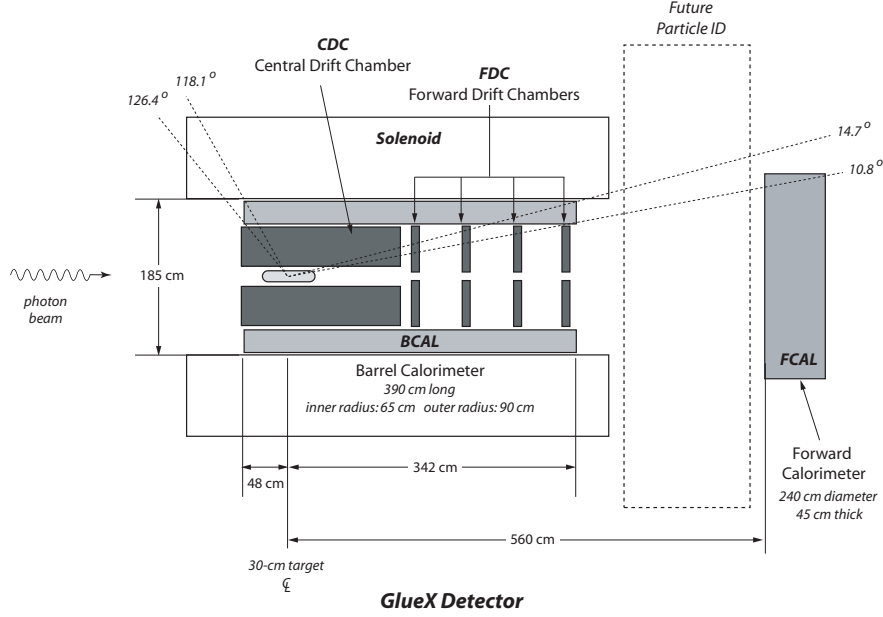 Future
Particle ID
CDC
Central Drift Chamber
FDC
Forward Drift Chambers
118.1 o
126.4 o
Solenoid
14.7 o
10.8 o
185 cm
photon
beam
BCAL
FCAL
Barrel Calorimeter
390 cm long
inner radius: 65 cm outer radius: 90 cm
Forward
Calorimeter
240 cm diameter
45 cm thick
342 cm
48 cm
560 cm
30-cm target
℄
GlueX Detector